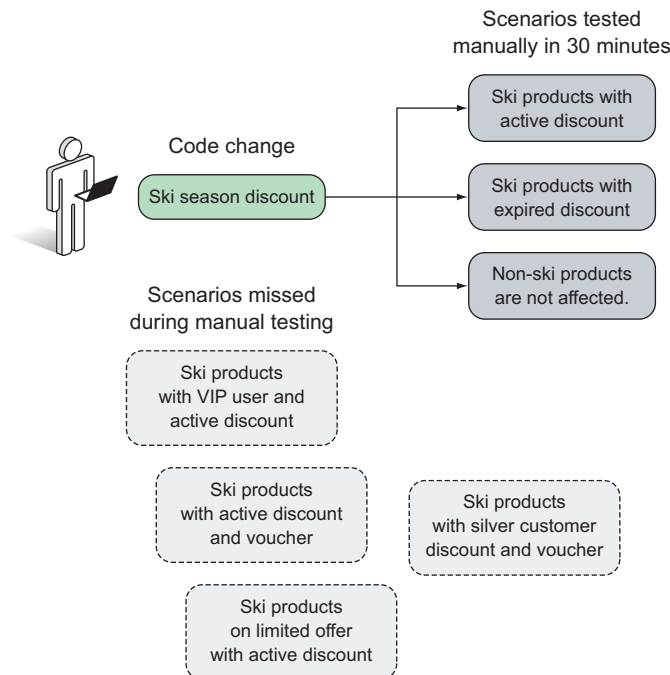 Scenarios tested
manually in 30 minutes
Ski products with
active discount
Code change
Ski season discount
Ski products with
expired discount
Non-ski products
are not affected.
Scenarios missed
during manual testing
Ski products
with VIP user and
active discount
Ski products
with active discount
and voucher
Ski products
with silver customer
discount and voucher
Ski products
on limited offer
with active discount